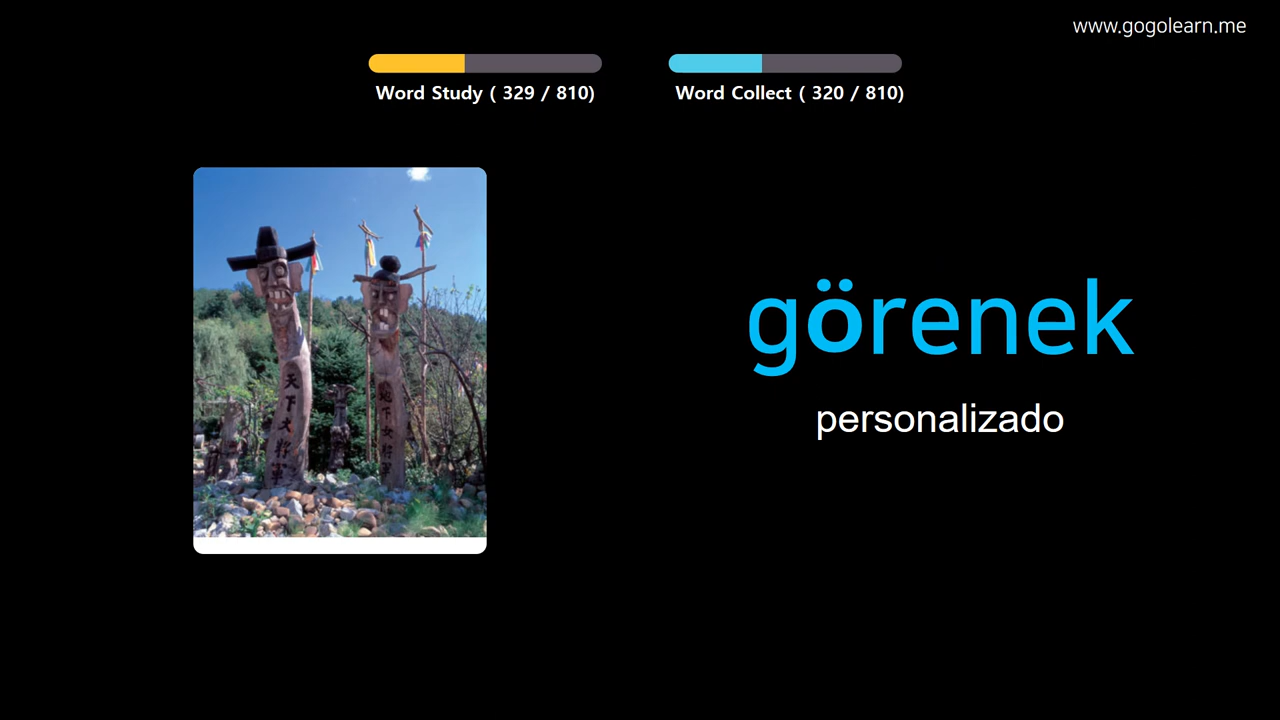 www.gogolearn.me
Word Study ( 329 / 810)
Word Collect ( 320 / 810)
görenek
personalizado
天下大將軍
地下女將軍